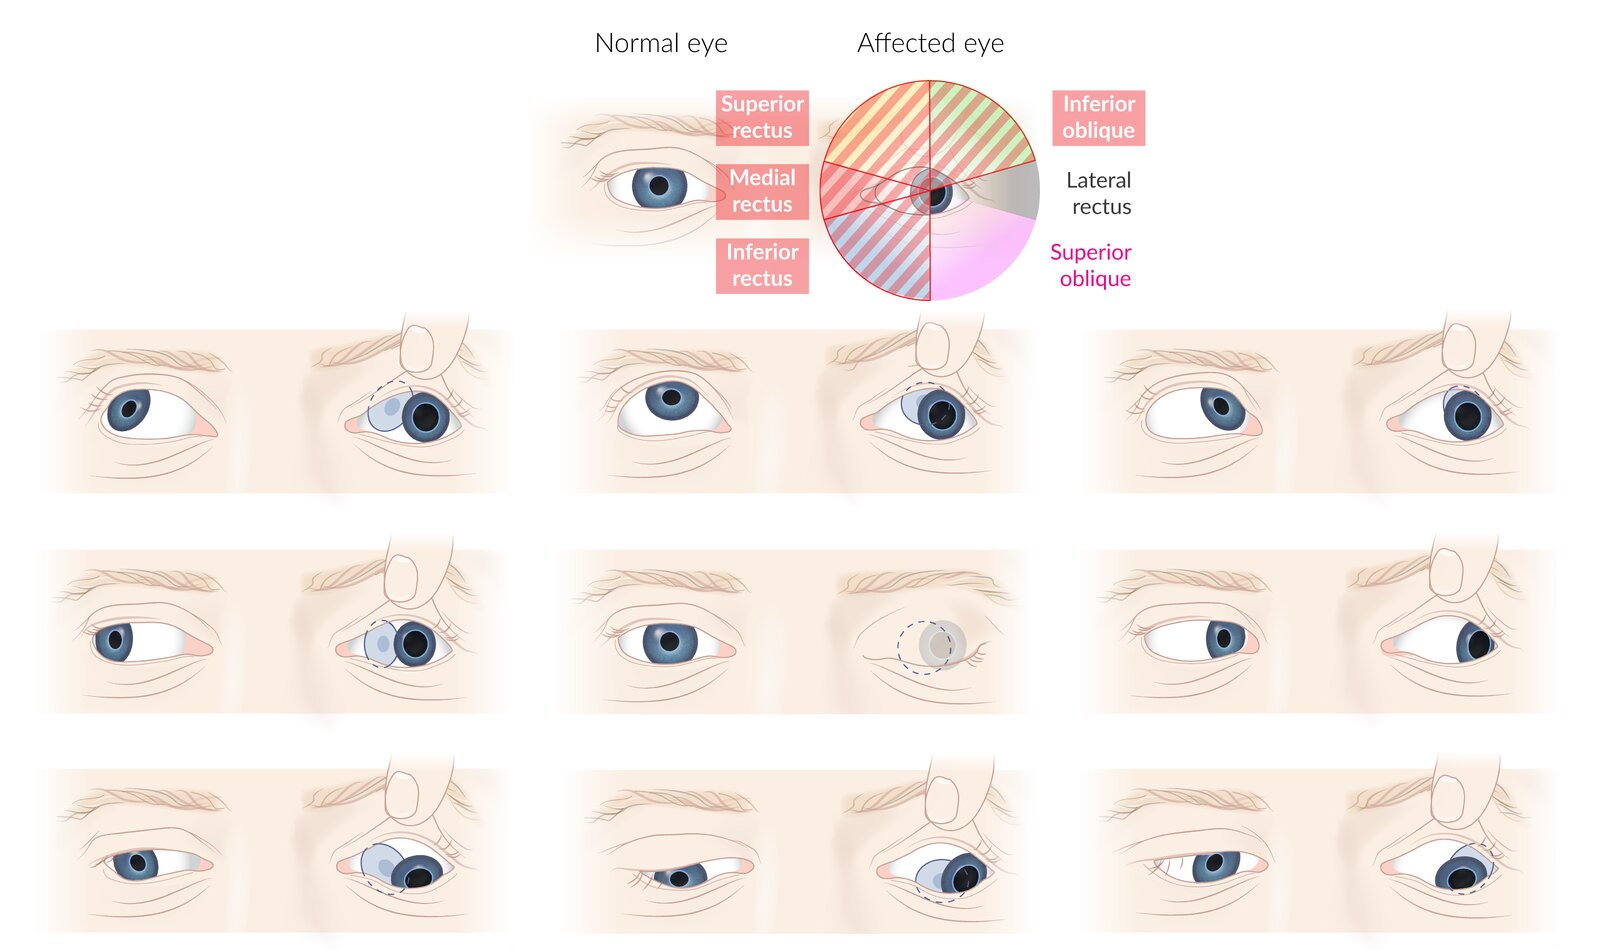 Normal eye
Affected eye
Superior
rectus
Medial
rectus
Inferior
rectus
Inferior
oblique
Lateral
rectus
Superior
oblique